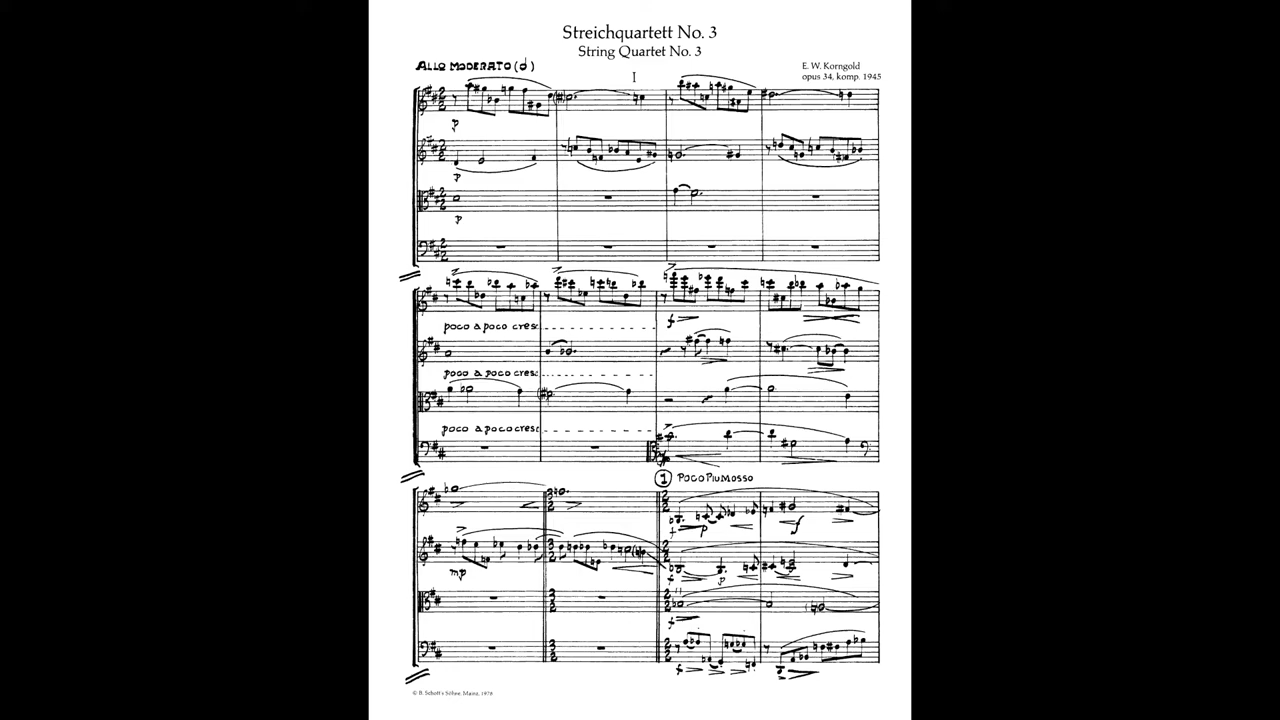 Streichquartett No. 3
String Quartet No. 3
ALLO MODERATO
I
E. W. Korngold
opus 34, komp. 1945
p
p
p
poco a poco cresc
f
poco a poco cresc
poco a poco cresc
1 POCO PIU MOSSO
f p f
mp
f p
f
f p
© B. Schott's Söhne, Mainz, 1978